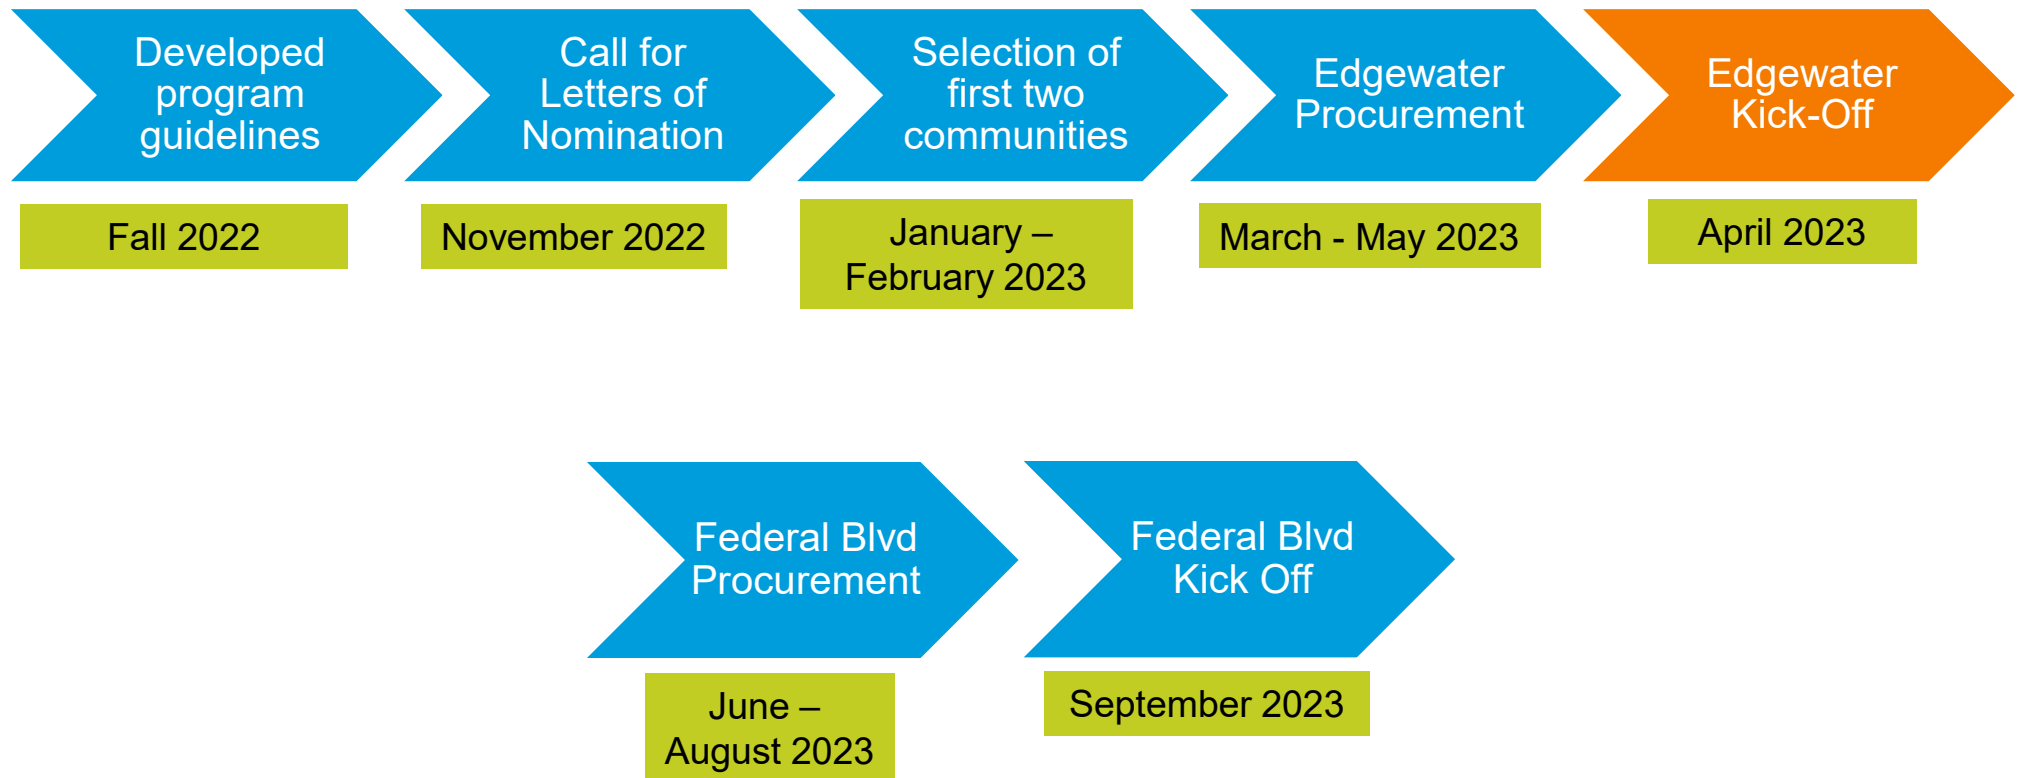 Developed
program
guidelines
Call for
Letters of
Nomination
Selection of
first two
communities
Edgewater
Procurement
Edgewater
Kick-Off
Fall 2022
November 2022
January –
February 2023
March - May 2023
April 2023
Federal Blvd
Procurement
Federal Blvd
Kick Off
June –
August 2023
September 2023